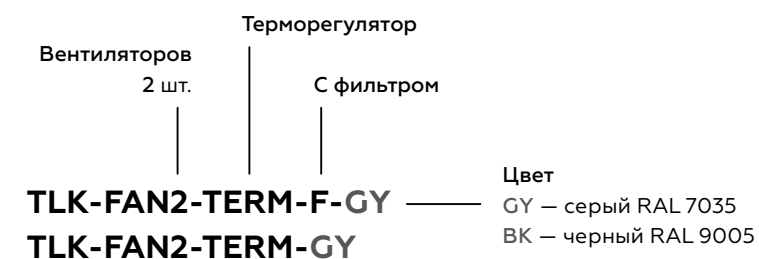 Терморегулятор
Вентиляторов
2 шт.
С фильтром
TLK-FAN2-TERM-F-GY
TLK-FAN2-TERM-GY
Цвет
GY — серый RAL 7035
BK — черный RAL 9005